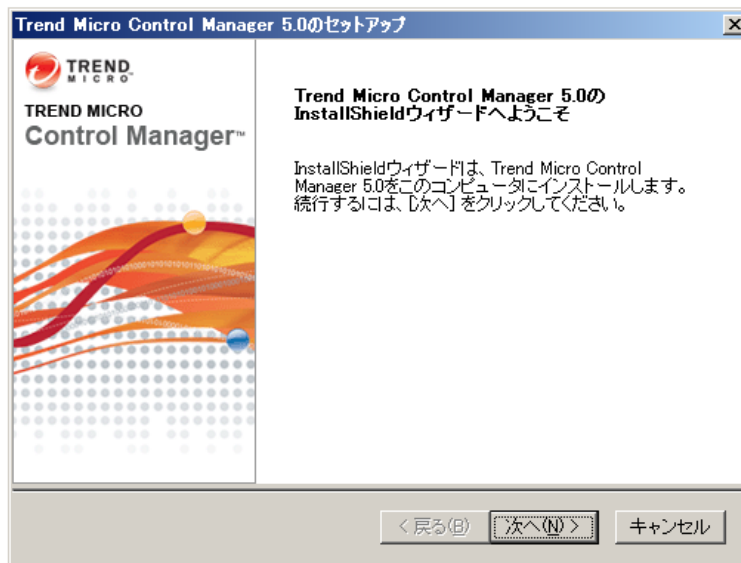 Trend Micro Control Manager 5.0のセットアップ
TREND
MICRO
TREND MICRO
Control Manager™
Trend Micro Control Manager 5.0の
InstallShieldウィザードへようこそ
InstallShieldウィザードは、Trend Micro Control
Manager 5.0をこのコンピュータにインストールします。
続行するには、[次へ] をクリックしてください。
< 戻る(B)
次へ(N) >
キャンセル